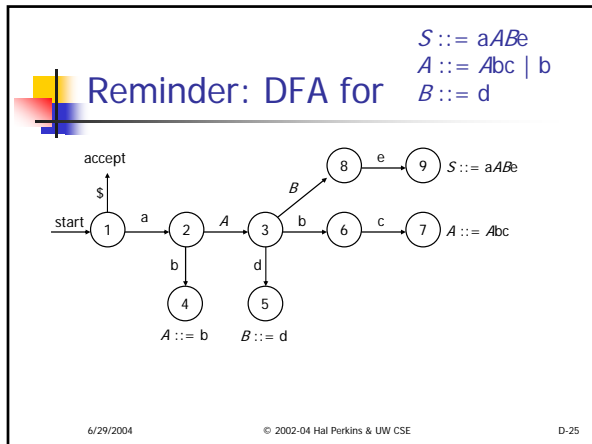 Reminder: DFA for
S ::= aABe
A ::= Abc | b
B ::= d
accept
$
start
1
a
2
A
3
B
8
e
9
S ::= aABe
b
6
c
7
A ::= Abc
b
4
A ::= b
d
5
B ::= d
6/29/2004
© 2002-04 Hal Perkins & UW CSE
D-25